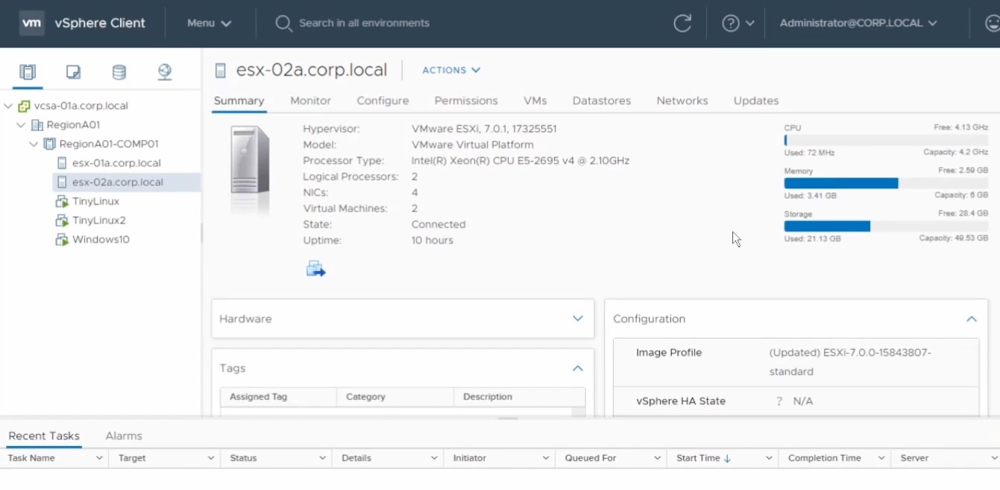 vm vSphere Client Menu Search in all environments ? Administrator@CORP.LOCAL
esx-02a.corp.local ACTIONS
Summary Monitor Configure Permissions VMs Datastores Networks Updates
vcsa-01a.corp.local
RegionA01
RegionA01-COMP01
esx-01a.corp.local
esx-02a.corp.local
TinyLinux
TinyLinux2
Windows10
Hypervisor: VMware ESXi, 7.0.1, 17325551
Model: VMware Virtual Platform
Processor Type: Intel(R) Xeon(R) CPU E5-2695 v4 @ 2.10GHz
Logical Processors: 2
NICs: 4
Virtual Machines: 2
State: Connected
Uptime: 10 hours
CPU Free: 4.13 GHz
Used: 72 MHz Capacity: 4.2 GHz
Memory Free: 2.59 GB
Used: 3.41 GB Capacity: 6 GB
Storage Free: 28.4 GB
Used: 21.13 GB Capacity: 49.53 GB
Hardware
Tags
Assigned Tag Category Description
Configuration
Image Profile (Updated) ESXi-7.0.0-15843807-
standard
vSphere HA State ? N/A
Recent Tasks Alarms
Task Name Target Status Details Initiator Queued For Start Time ↓ Completion Time Server